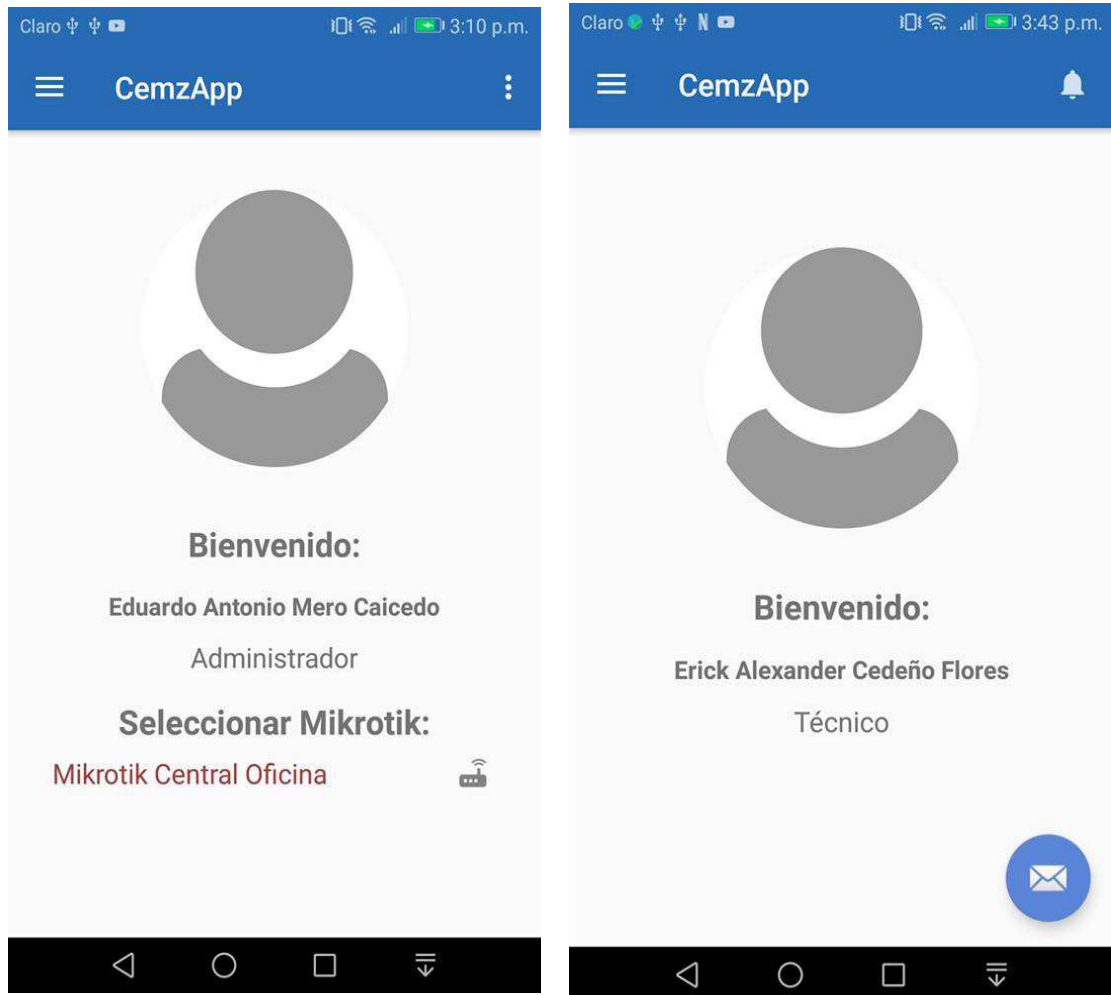 Claro 3:10 p.m.
CemzApp
Bienvenido:
Eduardo Antonio Mero Caicedo
Administrador
Seleccionar Mikrotik:
Mikrotik Central Oficina
Claro N 3:43 p.m.
CemzApp
Bienvenido:
Erick Alexander Cedeño Flores
Técnico